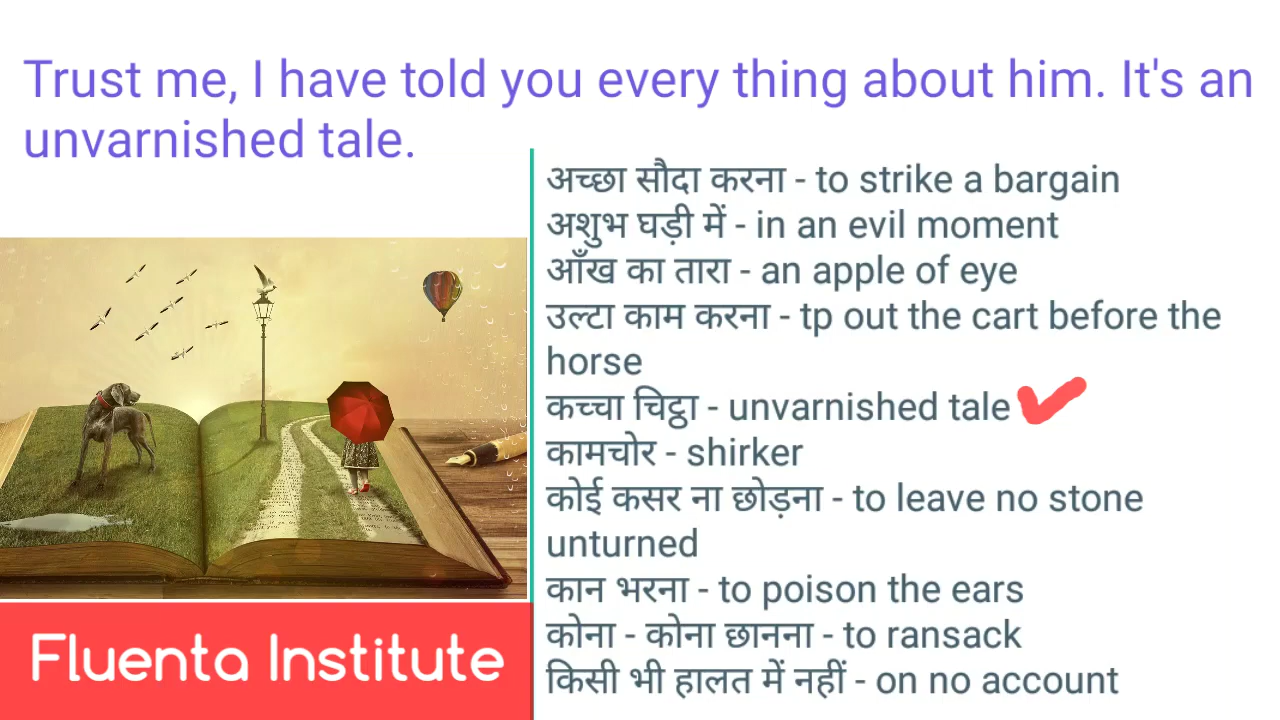 Trust me, I have told you every thing about him. It's an
unvarnished tale.
अच्छा सौदा करना - to strike a bargain
अशुभ घड़ी में - in an evil moment
आँख का तारा - an apple of eye
उल्टा काम करना - tp out the cart before the
horse
कच्चा चिट्ठा - unvarnished tale
कामचोर - shirker
कोई कसर ना छोड़ना - to leave no stone
unturned
कान भरना - to poison the ears
कोना - कोना छानना - to ransack
किसी भी हालत में नहीं - on no account
Fluenta Institute